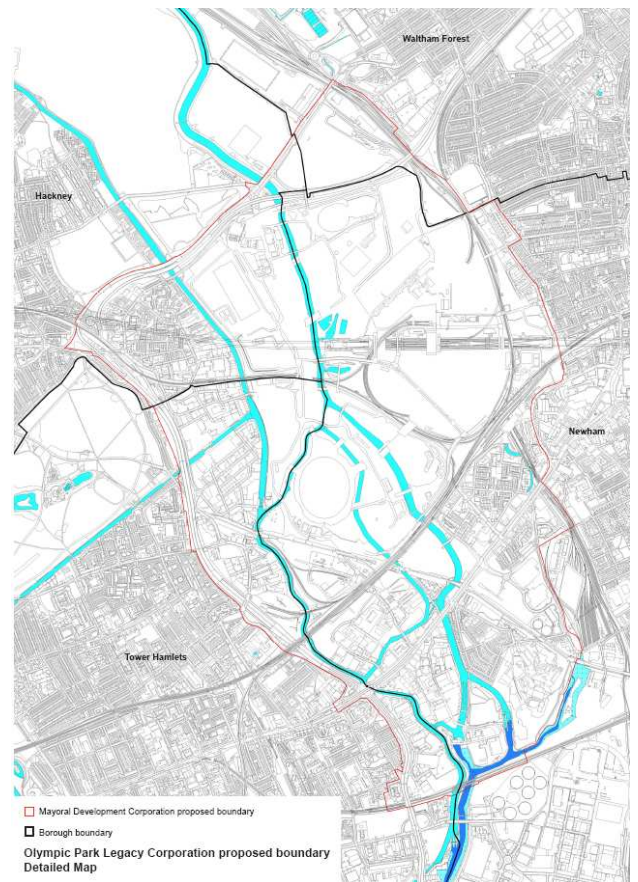 Waltham Forest
Hackney
Newham
Tower Hamlets
Mayoral Development Corporation proposed boundary
Borough boundary
Olympic Park Legacy Corporation proposed boundary
Detailed Map